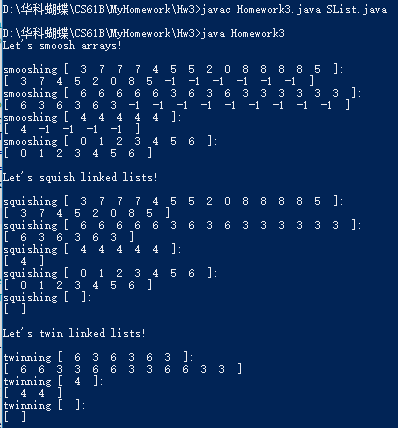 D:\华科蝴蝶\CS61B\MyHomework\Hw3>javac Homework3.java SList.java
D:\华科蝴蝶\CS61B\MyHomework\Hw3>java Homework3
Let's smoosh arrays!
smooshing [ 3 7 7 7 4 5 5 2 0 8 8 8 8 5 ]:
[ 3 7 4 5 2 0 8 5 -1 -1 -1 -1 -1 -1 ]
smooshing [ 6 6 6 6 6 3 6 3 6 3 3 3 3 3 3 ]:
[ 6 3 6 3 6 3 -1 -1 -1 -1 -1 -1 -1 -1 -1 ]
smooshing [ 4 4 4 4 4 ]:
[ 4 -1 -1 -1 -1 ]
smooshing [ 0 1 2 3 4 5 6 ]:
[ 0 1 2 3 4 5 6 ]
Let's squish linked lists!
squishing [ 3 7 7 7 4 5 5 2 0 8 8 8 8 5 ]:
[ 3 7 4 5 2 0 8 5 ]
squishing [ 6 6 6 6 6 3 6 3 6 3 3 3 3 3 3 ]:
[ 6 3 6 3 6 3 ]
squishing [ 4 4 4 4 4 ]:
[ 4 ]
squishing [ 0 1 2 3 4 5 6 ]:
[ 0 1 2 3 4 5 6 ]
squishing [ ]:
[ ]
Let's twin linked lists!
twinning [ 6 3 6 3 6 3 ]:
[ 6 6 3 3 6 6 3 3 6 6 3 3 ]
twinning [ 4 ]:
[ 4 4 ]
twinning [ ]:
[ ]